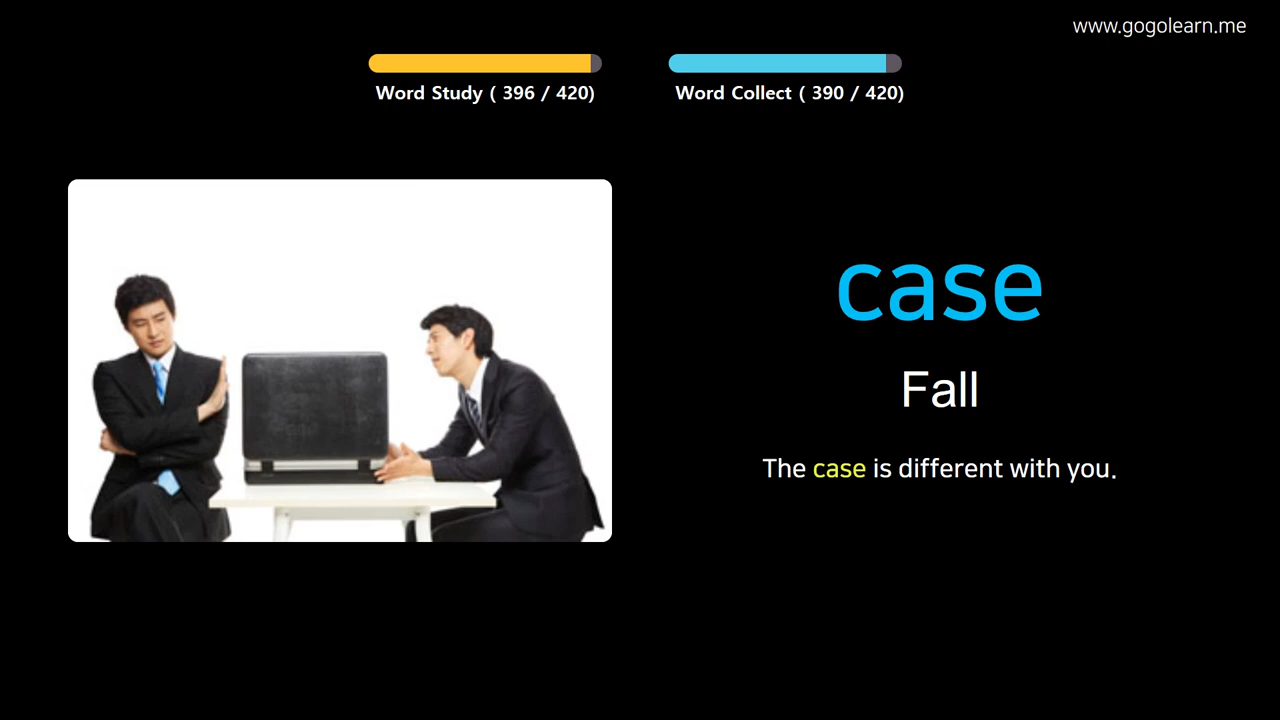 www.gogolearn.me
Word Study ( 396 / 420)
Word Collect ( 390 / 420)
case
Fall
The case is different with you.